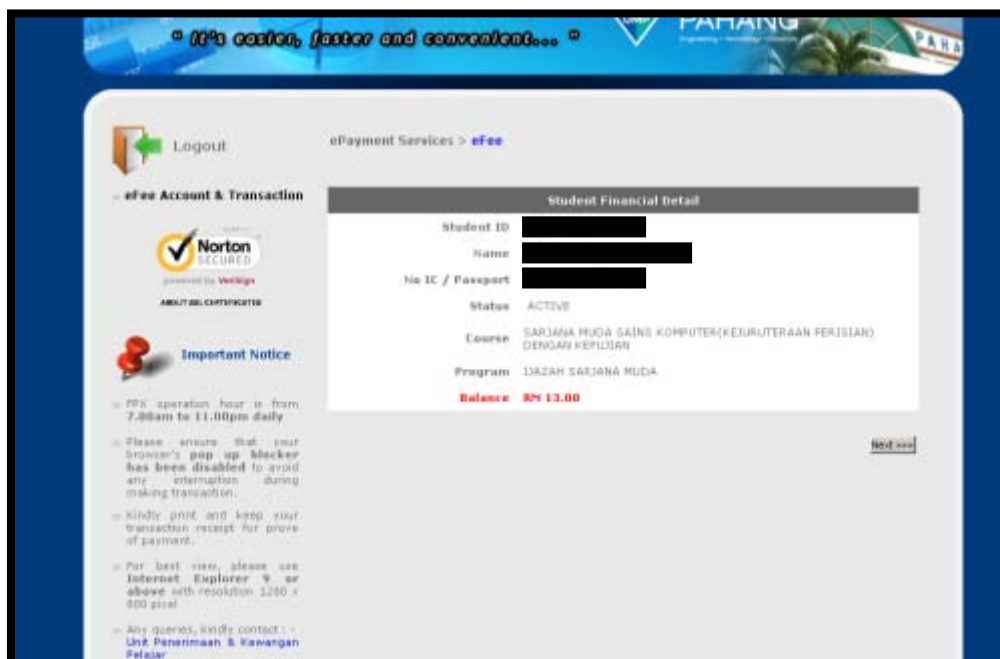 " It's easier, faster and convenient... "
PAHANG
PAHA
Logout
ePayment Services > eFee
eFee Account & Transaction
Norton
SECURED
powered by VeriSign
ABOUT SSL CERTIFICATES
Important Notice
Student Financial Detail
Student ID
Name
No IC / Passport
Status ACTIVE
Course SARJANA MUDA SAINS KOMPUTER(KEJURUTERAAN PERISIAN)
DENGAN KEPUJIAN
Program IJAZAH SARJANA MUDA
Balance RM 13.00
Next >>>
FPX operation hour is from
7.00am to 11.00pm daily
Please ensure that your
browser's pop up blocker
has been disabled to avoid
any interruption during
making transaction.
Kindly print and keep your
transaction receipt for prove
of payment.
For best view, please use
Internet Explorer 9 or
above with resolution 1280 x
800 pixel
Any queries, kindly contact : -
Unit Penerimaan & Kewangan
Pelajar